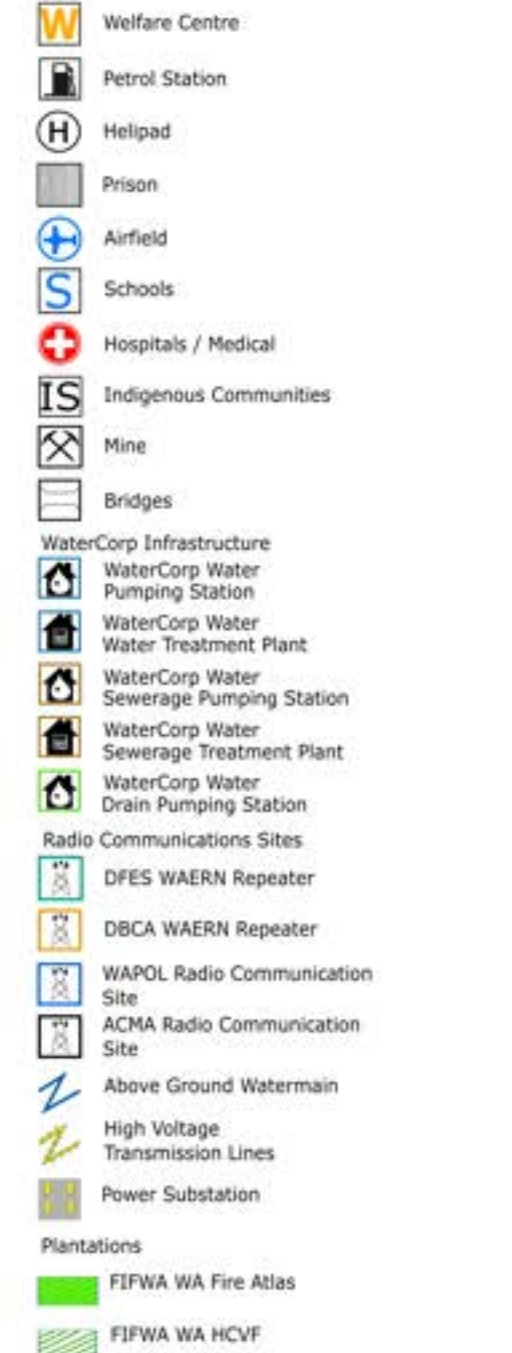 W Welfare Centre
Petrol Station
H Helipad
Prison
Airfield
S Schools
Hospitals / Medical
IS Indigenous Communities
Mine
Bridges
WaterCorp Infrastructure
WaterCorp Water
Pumping Station
WaterCorp Water
Water Treatment Plant
WaterCorp Water
Sewerage Pumping Station
WaterCorp Water
Sewerage Treatment Plant
WaterCorp Water
Drain Pumping Station
Radio Communications Sites
DFES WAERN Repeater
DBCA WAERN Repeater
WAPOL Radio Communication
Site
ACMA Radio Communication
Site
Above Ground Watermain
High Voltage
Transmission Lines
Power Substation
Plantations
FIFWA WA Fire Atlas
FIFWA WA HCVF